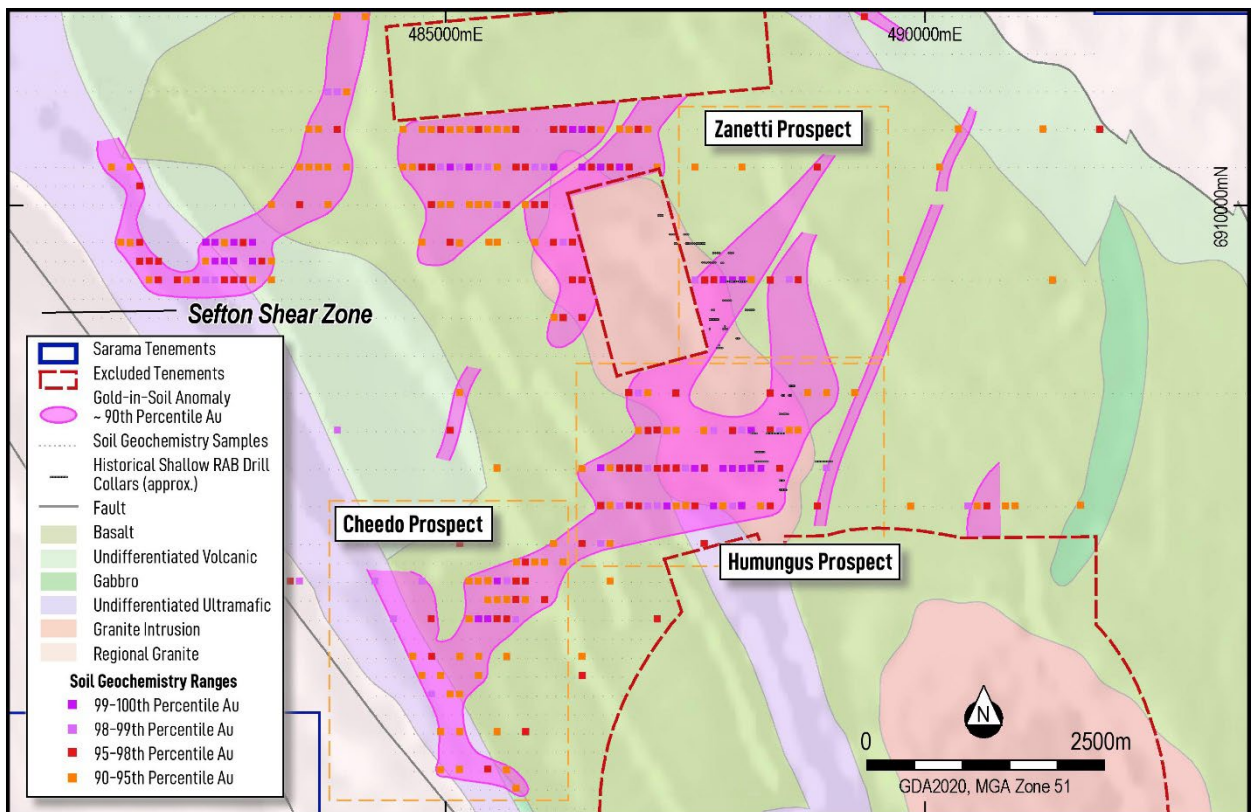 485000mE
490000mE
Zanetti Prospect
6910000mN
Sefton Shear Zone
Sarama Tenements
Excluded Tenements
Gold-in-Soil Anomaly
~ 90th Percentile Au
Soil Geochemistry Samples
Historical Shallow RAB Drill
Collars (approx.)
Fault
Basalt
Undifferentiated Volcanic
Gabbro
Undifferentiated Ultramafic
Granite Intrusion
Regional Granite
Soil Geochemistry Ranges
99-100th Percentile Au
98-99th Percentile Au
95-98th Percentile Au
90-95th Percentile Au
Cheedo Prospect
Humungus Prospect
N
0 2500m
GDA2020, MGA Zone 51